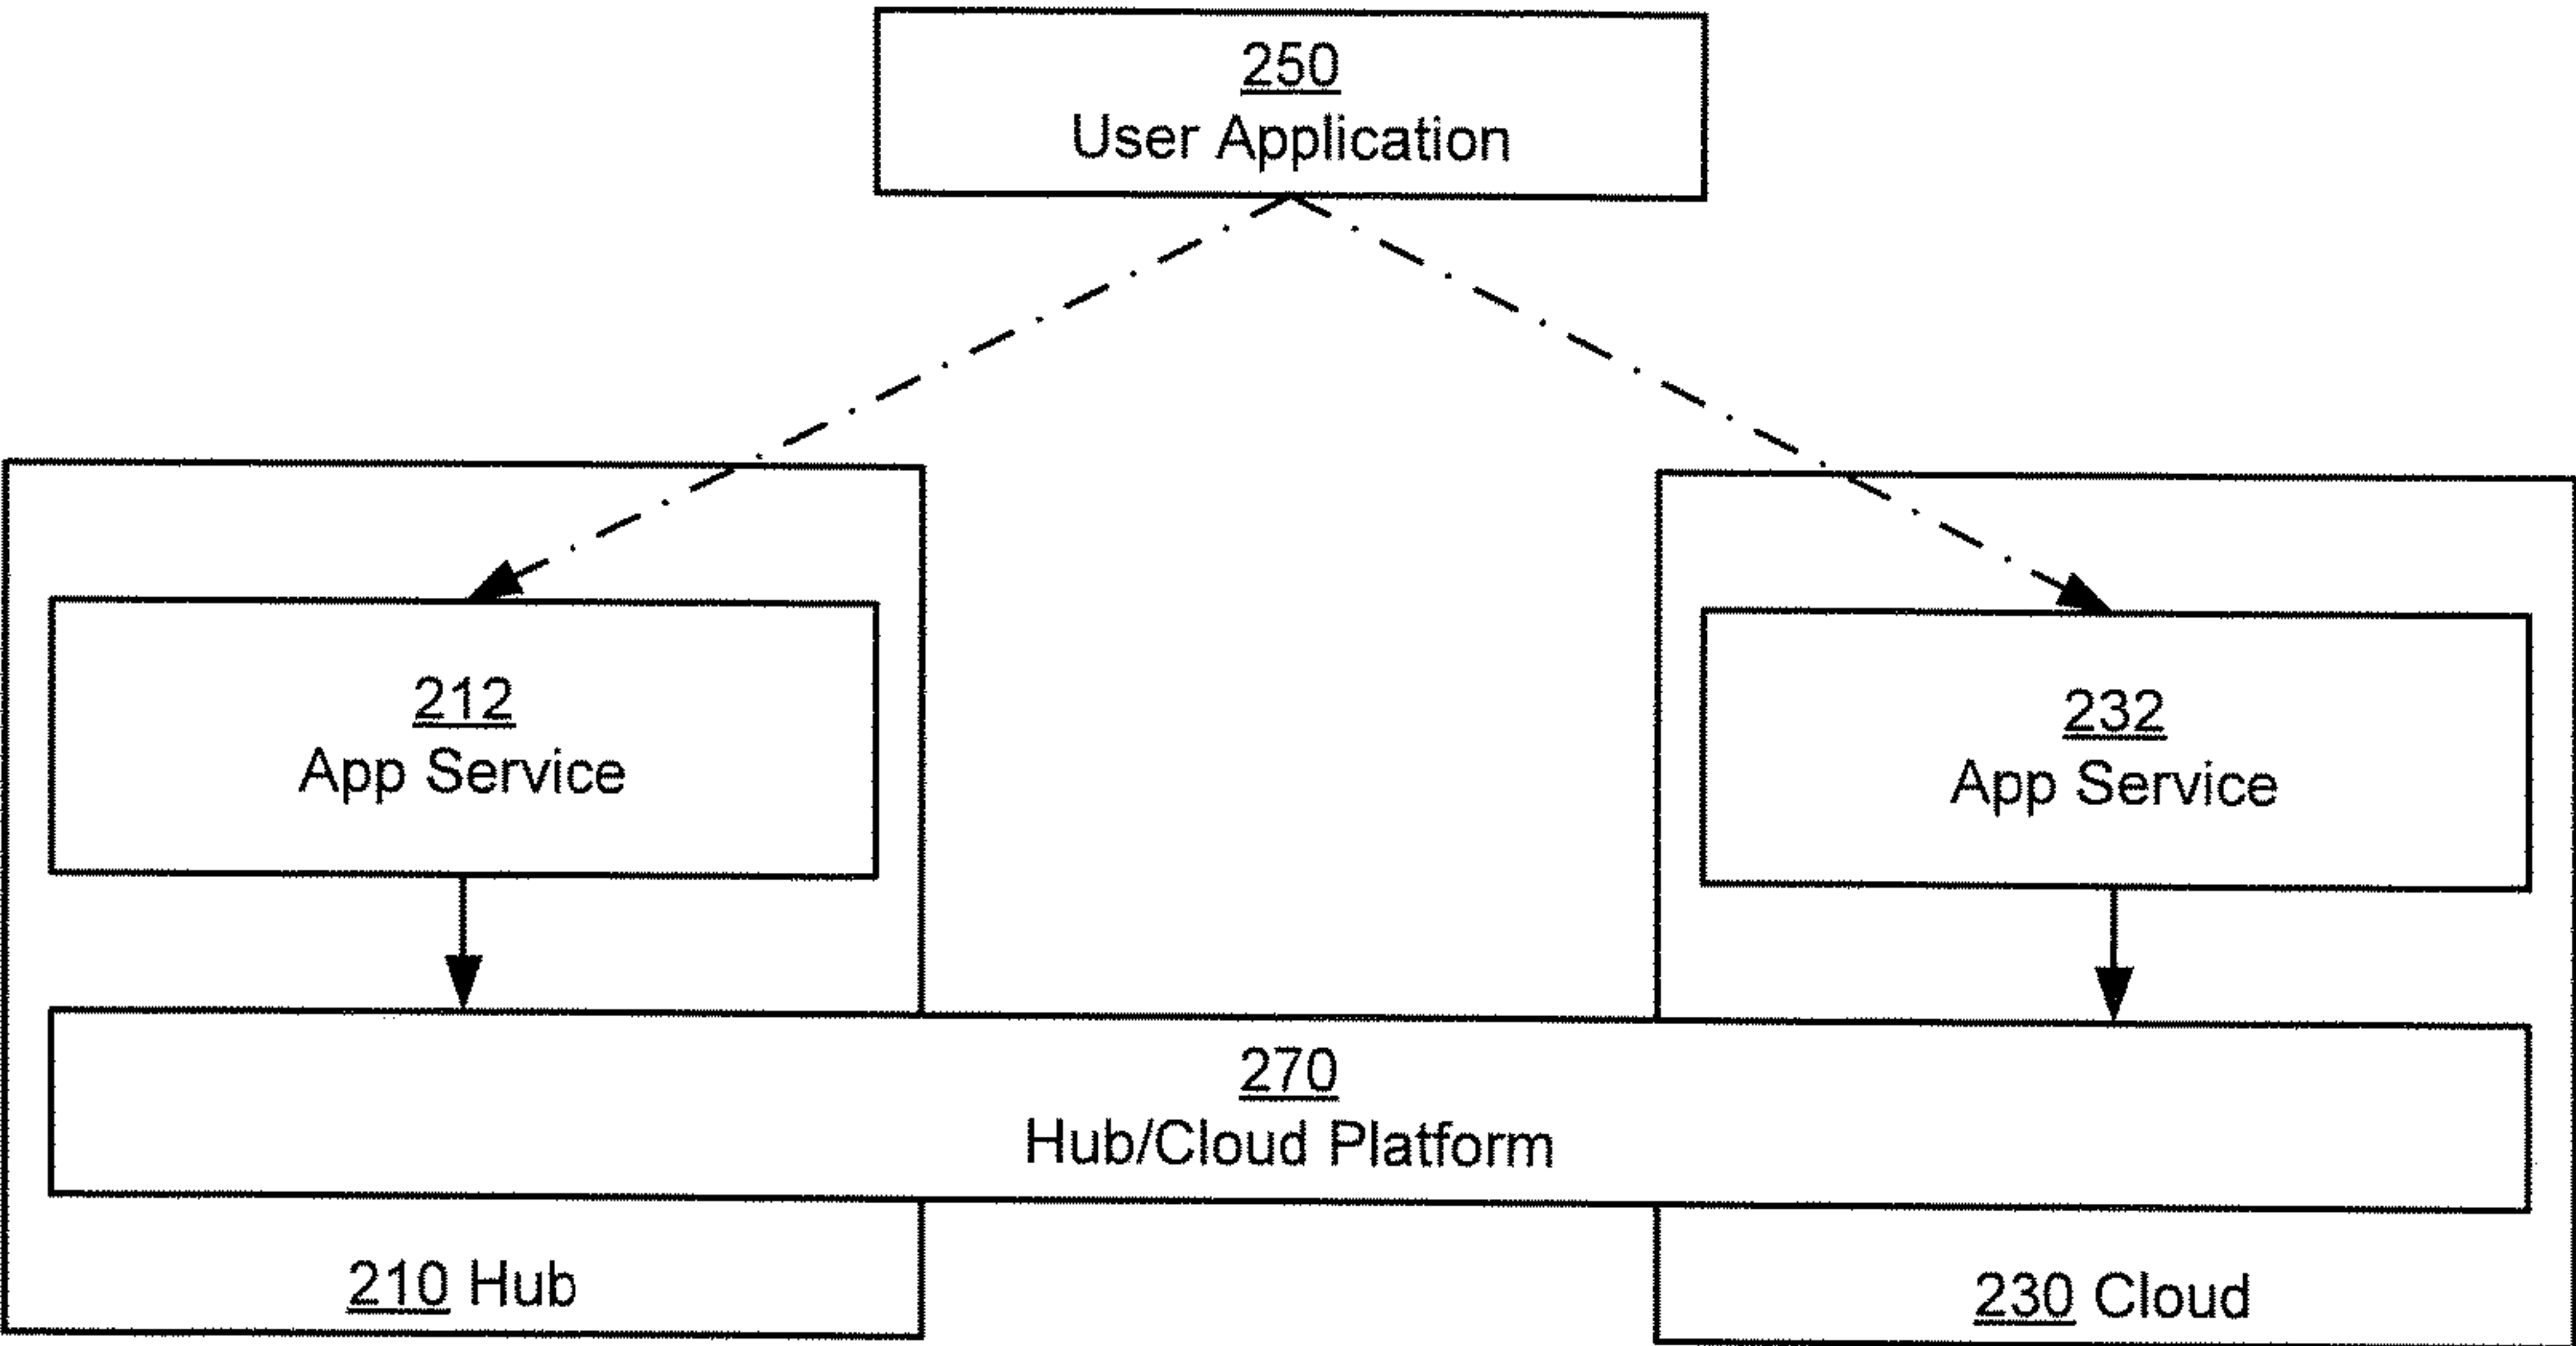 250
User Application
212
App Service
232
App Service
270
Hub/Cloud Platform
210 Hub
230 Cloud